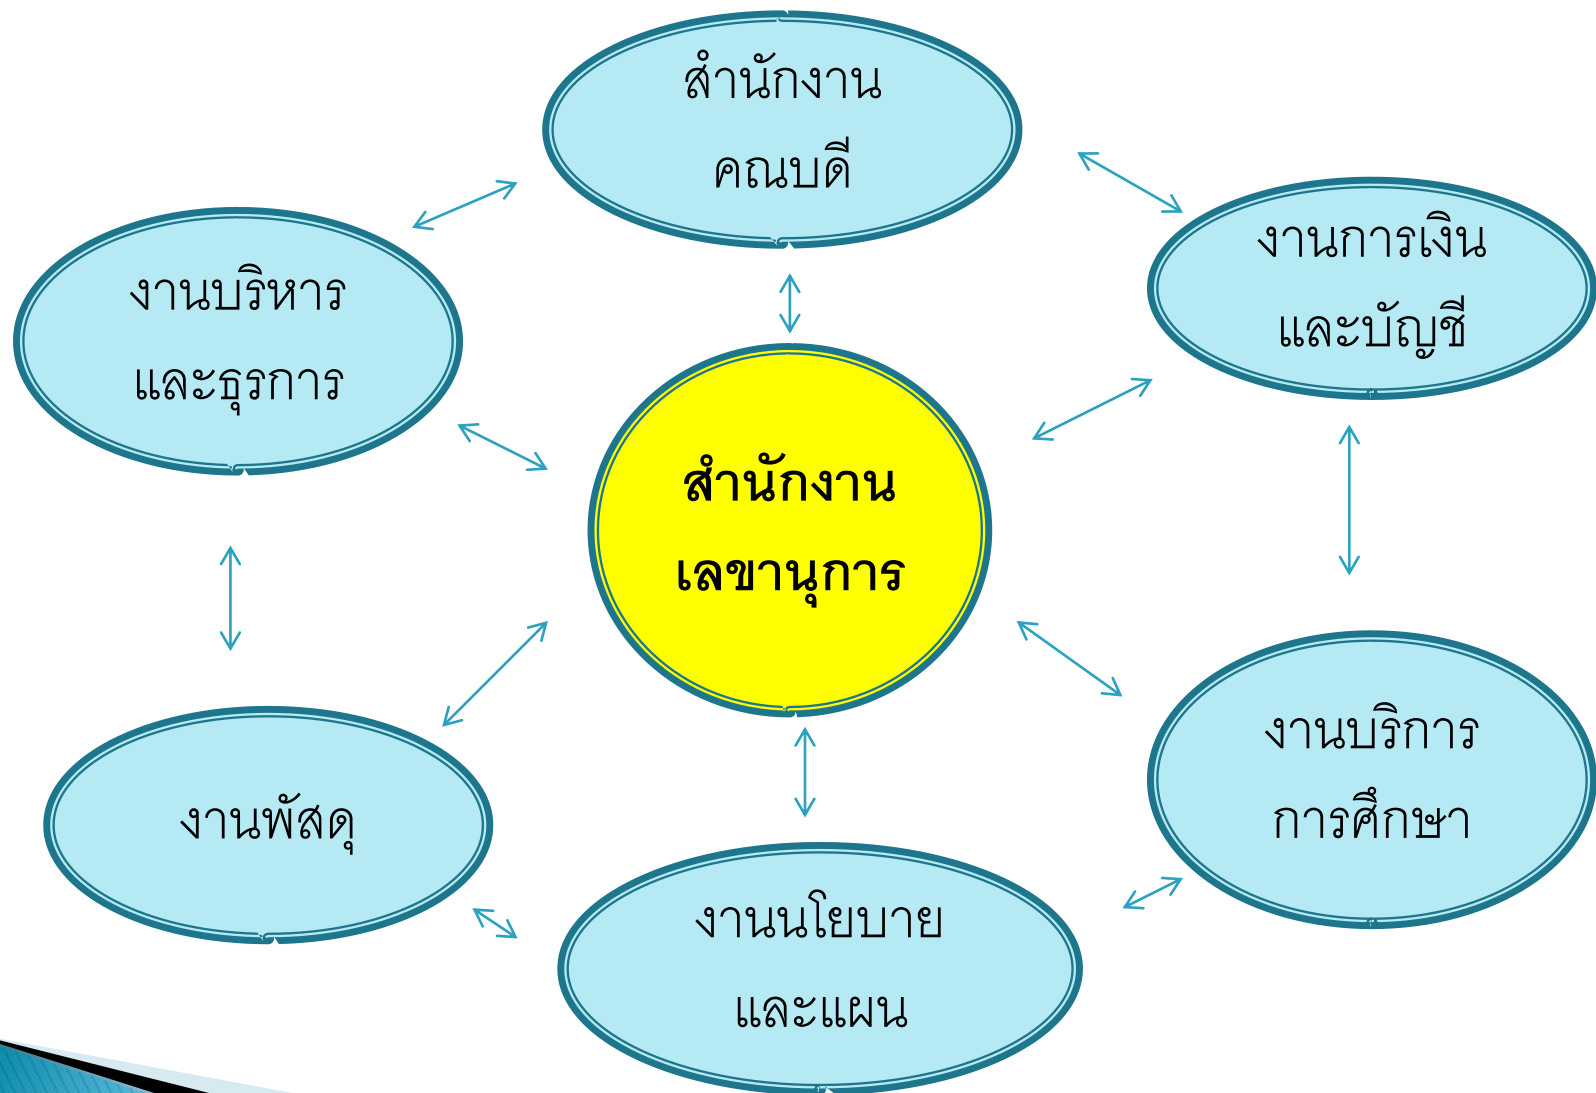 สำนักงาน
คณบดี
งานการเงิน
และบัญชี
งานบริหาร
และธุรการ
สำนักงาน
เลขานุการ
งานบริการ
การศึกษา
งานพัสดุ
งานนโยบาย
และแผน